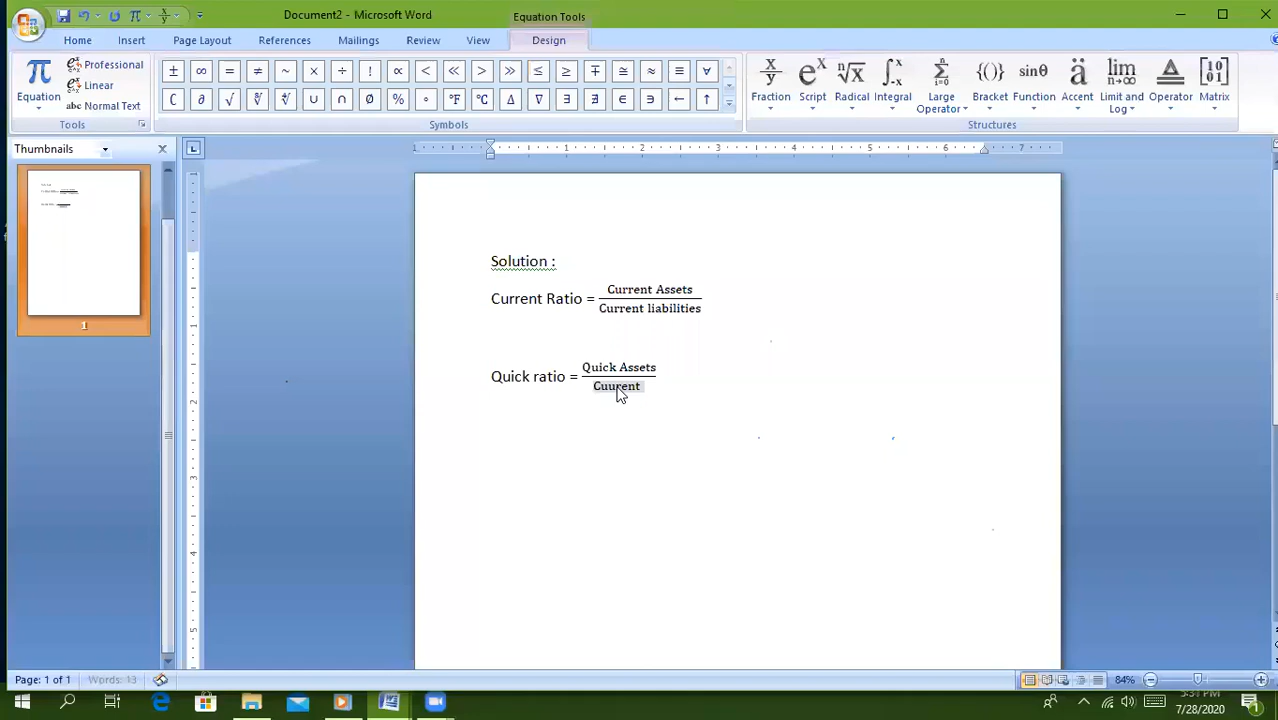 Document2 - Microsoft Word
Equation Tools
Home Insert Page Layout References Mailings Review View Design
π Equation
Professional
Linear
abc Normal Text
Tools
± ∞ = ≠ ~ × ÷ ! ∝ < ≪ > ≫ ≤ ≥ ∓ ≅ ≈ ≡ ∀
∁ ∂ √ ∛ ∜ ∪ ∩ ∅ % ° °F °C ∆ ∇ ∃ ∄ ∈ ∋ ← ↑
Symbols
Fraction Script Radical Integral Large Operator Bracket Function Accent Limit and Log Operator Matrix
Structures
Thumbnails
1
Solution :
Current Ratio = Current Assets
Current liabilities
Quick ratio = Quick Assets
Cuurent
Page: 1 of 1 Words: 13
84%
7/28/2020